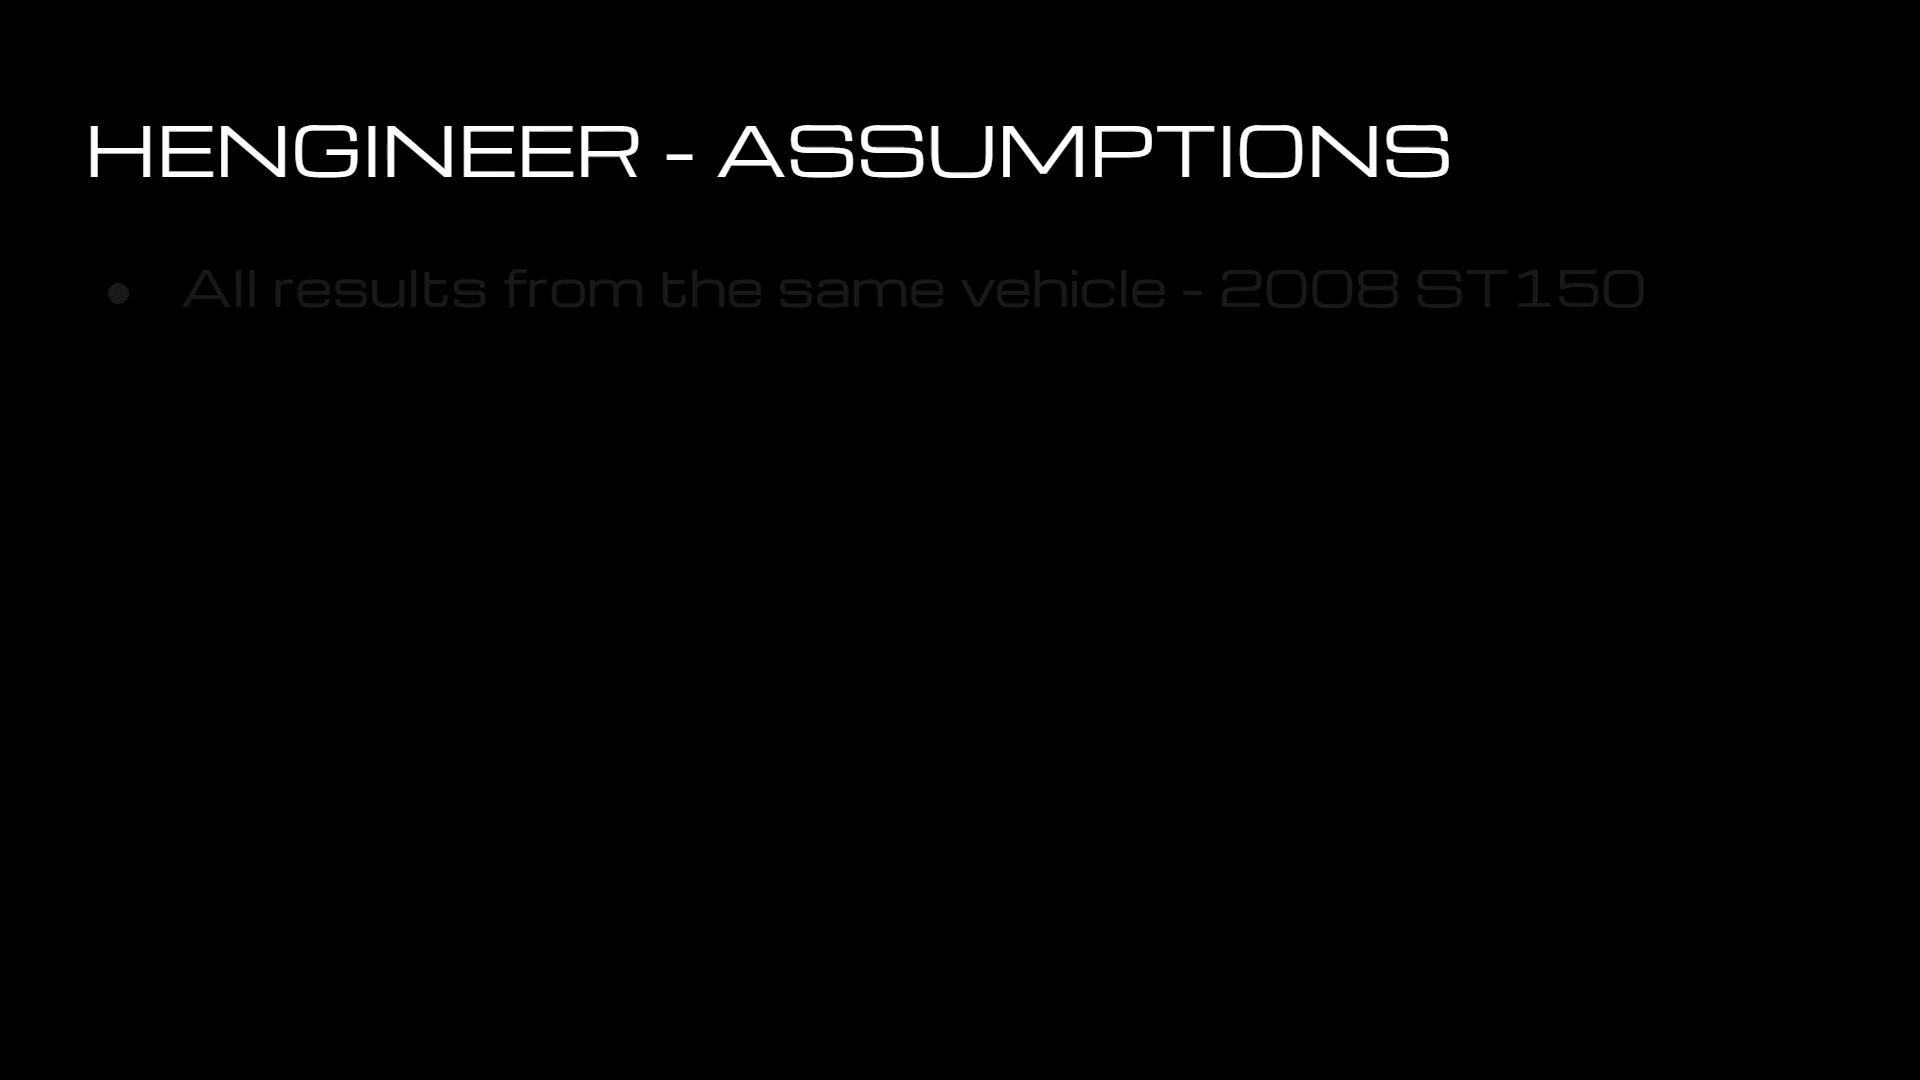 HENGINEER - ASSUMPTIONS
● All results from the same vehicle - 2008 ST150